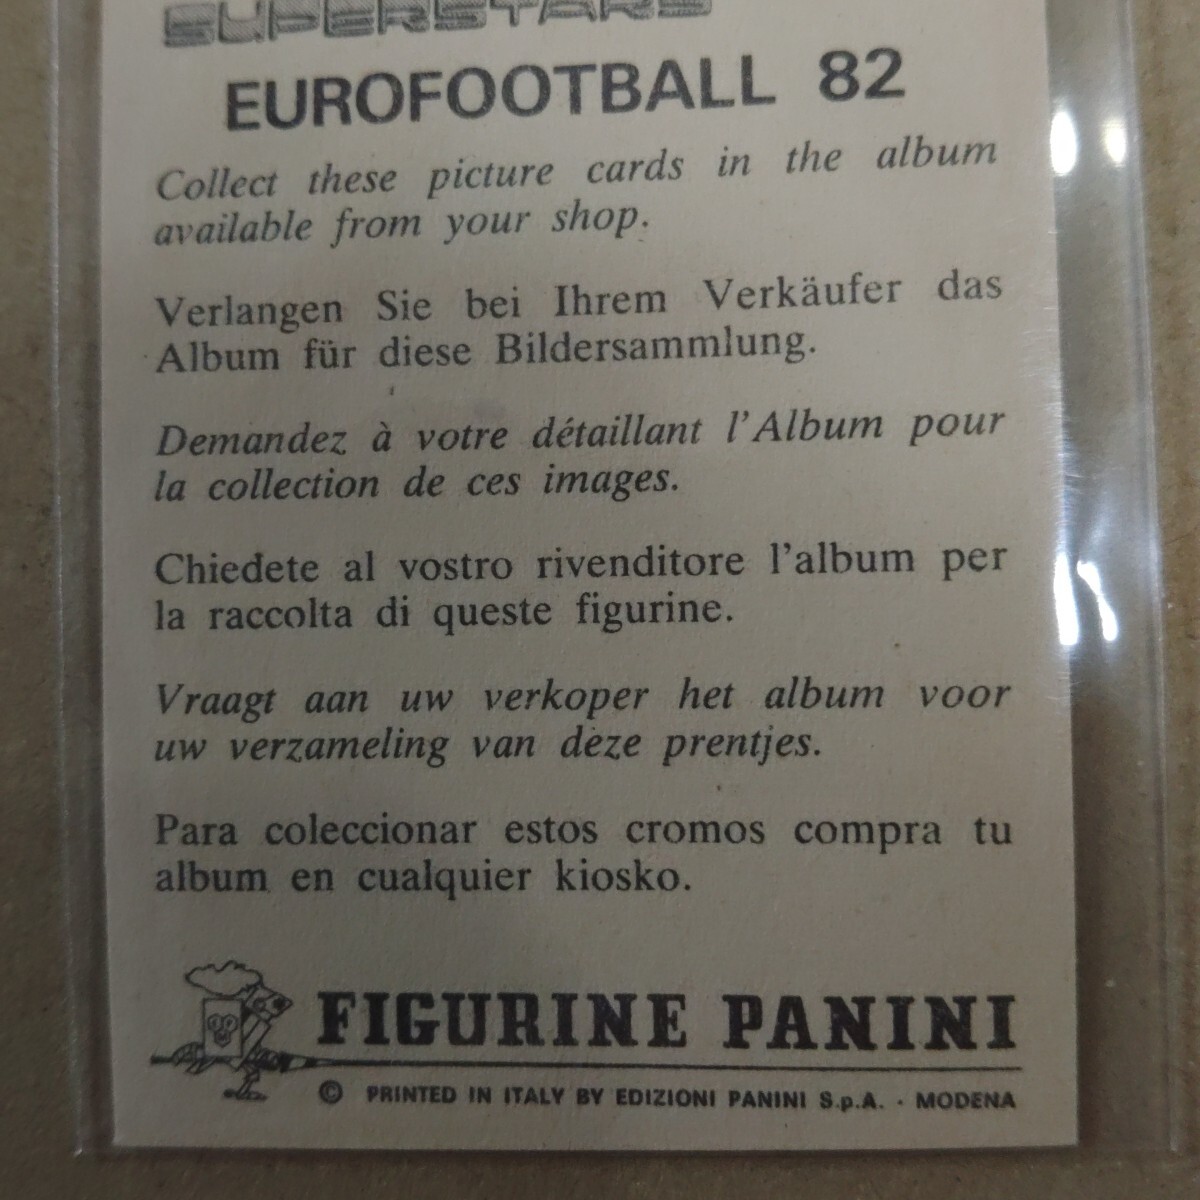 SUPERSTARS
EUROFOOTBALL 82
Collect these picture cards in the album
available from your shop.
Verlangen Sie bei Ihrem Verkäufer das
Album für diese Bildersammlung.
Demandez à votre détaillant l'Album pour
la collection de ces images.
Chiedete al vostro rivenditore l'album per
la raccolta di queste figurine.
Vraagt aan uw verkoper het album voor
uw verzameling van deze prentjes.
Para coleccionar estos cromos compra tu
album en cualquier kiosko.
FIGURINE PANINI
© PRINTED IN ITALY BY EDIZIONI PANINI S.p.A. · MODENA